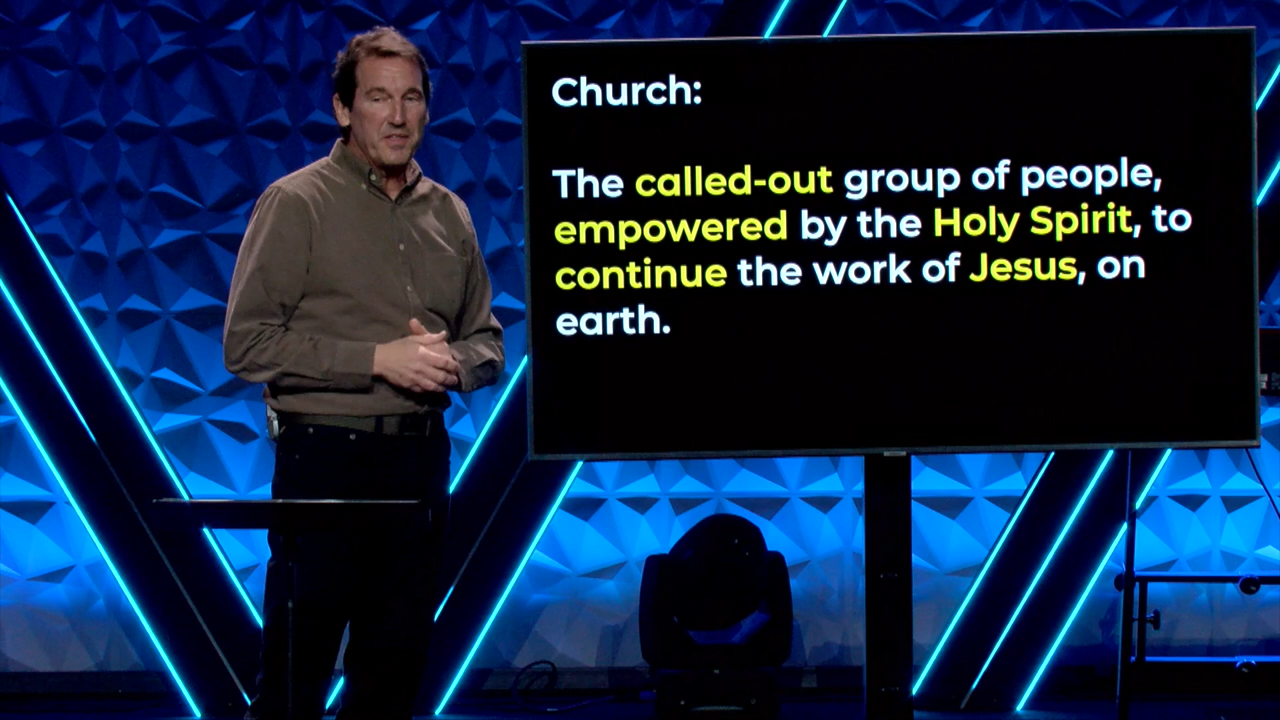 Church:
The called-out group of people,
empowered by the Holy Spirit, to
continue the work of Jesus, on
earth.